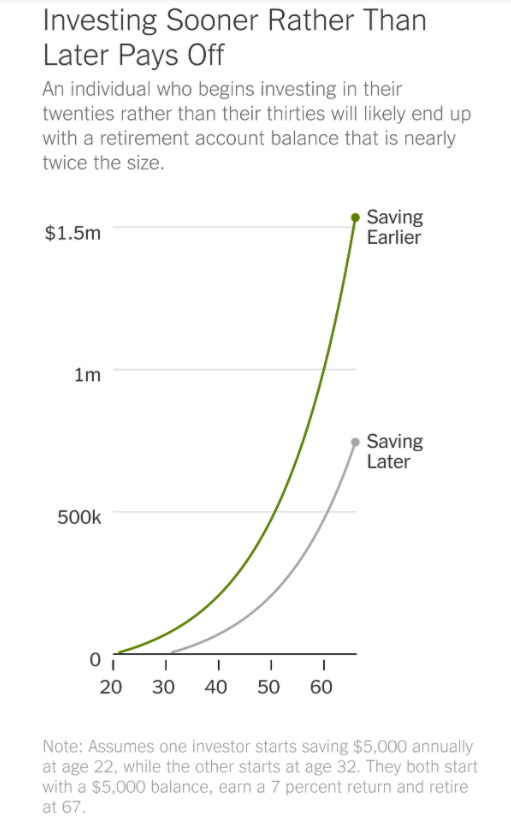 Investing Sooner Rather Than
Later Pays Off
An individual who begins investing in their
twenties rather than their thirties will likely end up
with a retirement account balance that is nearly
twice the size.
$1.5m
Saving
Earlier
1m
Saving
Later
500k
0
20 30 40 50 60
Note: Assumes one investor starts saving $5,000 annually
at age 22, while the other starts at age 32. They both start
with a $5,000 balance, earn a 7 percent return and retire
at 67.